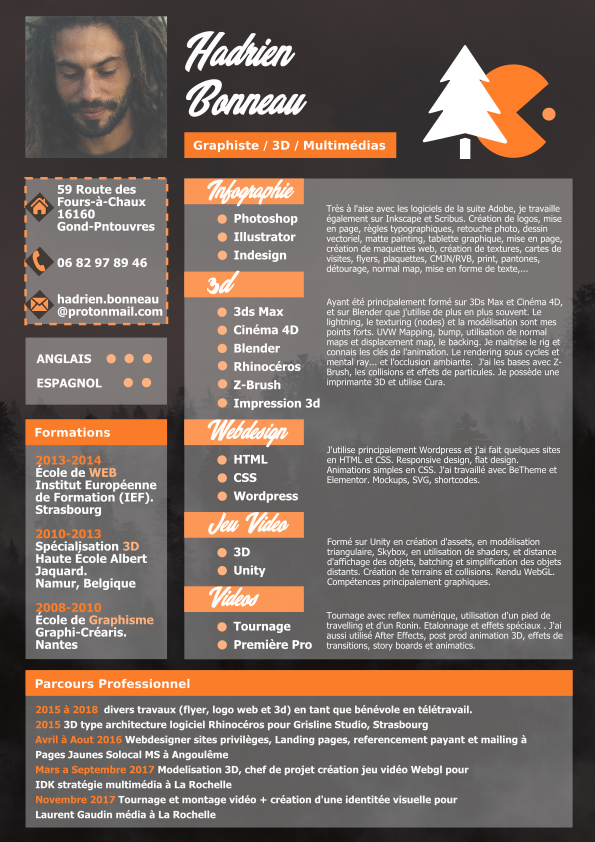 Hadrien
Bonneau
Graphiste / 3D / Multimédias
59 Route des
Fours-à-Chaux
16160
Gond-Pntouvres
06 82 97 89 46
hadrien.bonneau
@protonmail.com
ANGLAIS
ESPAGNOL
Formations
2013-2014
École de WEB
Institut Européenne
de Formation (IEF).
Strasbourg
2010-2013
Spécialjsation 3D
Haute École Albert
Jaquard.
Namur, Belgique
2008-2010
École de Graphisme
Graphi-Créaris.
Nantes
Infographie
Photoshop
Illustrator
Indesign
Très à l'aise avec les logiciels de la suite Adobe, je travaille
également sur Inkscape et Scribus. Création de logos, mise
en page, règles typographiques, retouche photo, dessin
vectoriel, matte painting, tablette graphique, mise en page,
création de maquettes web, création de textures, cartes de
visites, flyers, plaquettes, CMJN/RVB, print, pantones,
détourage, normal map, mise en forme de texte,...
3d
3ds Max
Cinéma 4D
Blender
Rhinocéros
Z-Brush
Impression 3d
Ayant été principalement formé sur 3Ds Max et Cinéma 4D,
et sur Blender que j'utilise de plus en plus souvent. Le
lightning, le texturing (nodes) et la modélisation sont mes
points forts. UVW Mapping, bump, utilisation de normal
maps et displacement map, le backing. Je maitrise le rig et
connais les clés de l'animation. Le rendering sous cycles et
mental ray... et l'occlusion ambiante.  J'ai les bases avec Z-
Brush, les collisions et effets de particules. Je possède une
imprimante 3D et utilise Cura.
Webdesign
HTML
CSS
Wordpress
J'utilise principalement Wordpress et j'ai fait quelques sites
en HTML et CSS. Responsive design, flat design.
Animations simples en CSS. J'ai travaillé avec BeTheme et
Elementor. Mockups, SVG, shortcodes.
Jeu Video
3D
Unity
Formé sur Unity en création d'assets, en modélisation
triangulaire, Skybox, en utilisation de shaders, et distance
d'affichage des objets, batching et simplification des objets
distants. Création de terrains et collisions. Rendu WebGL.
Compétences principalement graphiques.
Videos
Tournage
Première Pro
Tournage avec reflex numérique, utilisation d'un pied de
travelling et d'un Ronin. Etalonnage et effets spéciaux . J'ai
aussi utilisé After Effects, post prod animation 3D, effets de
transitions, story boards et animatics.
Parcours Professionnel
2015 à 2018  divers travaux (flyer, logo web et 3d) en tant que bénévole en télétravail.
2015 3D type architecture logiciel Rhinocéros pour Grisline Studio, Strasbourg
Avril à Aout 2016 Webdesigner sites privilèges, Landing pages, referencement payant et mailing à
Pages Jaunes Solocal MS à Angoulême
Mars a Septembre 2017 Modelisation 3D, chef de projet création jeu vidéo Webgl pour
IDK stratégie multimédia à La Rochelle
Novembre 2017 Tournage et montage vidéo + création d'une identitée visuelle pour
Laurent Gaudin média à La Rochelle